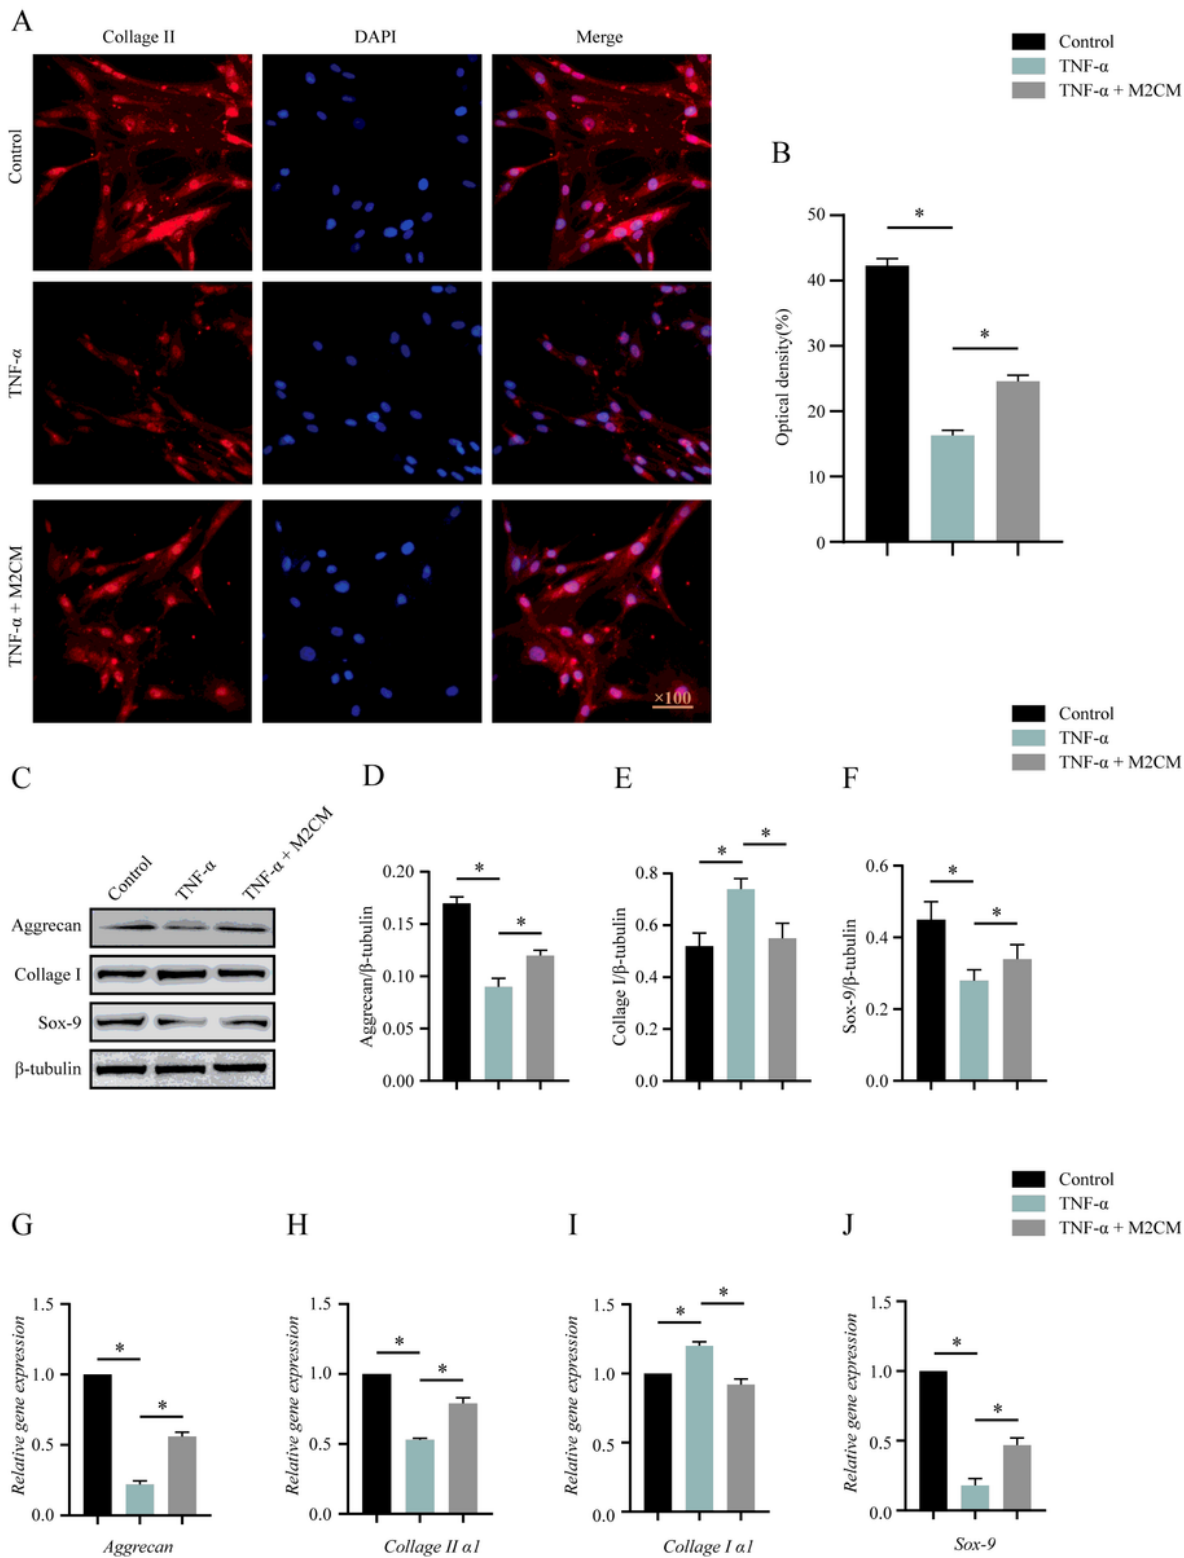 A
Collage II
DAPI
Merge
Control
TNF-α
TNF-α + M2CM
×100
Control
TNF-α
TNF-α + M2CM
B
Optical density(%)
50
40
30
20
10
0
*
*
Control
TNF-α
TNF-α + M2CM
C
Control
TNF-α
TNF-α + M2CM
Aggrecan
Collage I
Sox-9
β-tubulin
D
Aggrecan/β-tubulin
0.20
0.15
0.10
0.05
0.00
*
*
E
Collage I/β-tubulin
0.8
0.6
0.4
0.2
0.0
*
*
F
Sox-9/β-tubulin
0.6
0.4
0.2
0.0
*
*
Control
TNF-α
TNF-α + M2CM
G
Relative gene expression
1.5
1.0
0.5
0.0
*
*
Aggrecan
H
Relative gene expression
1.5
1.0
0.5
0.0
*
*
Collage II α1
I
Relative gene expression
1.5
1.0
0.5
0.0
*
*
Collage I α1
J
Relative gene expression
1.5
1.0
0.5
0.0
*
*
Sox-9